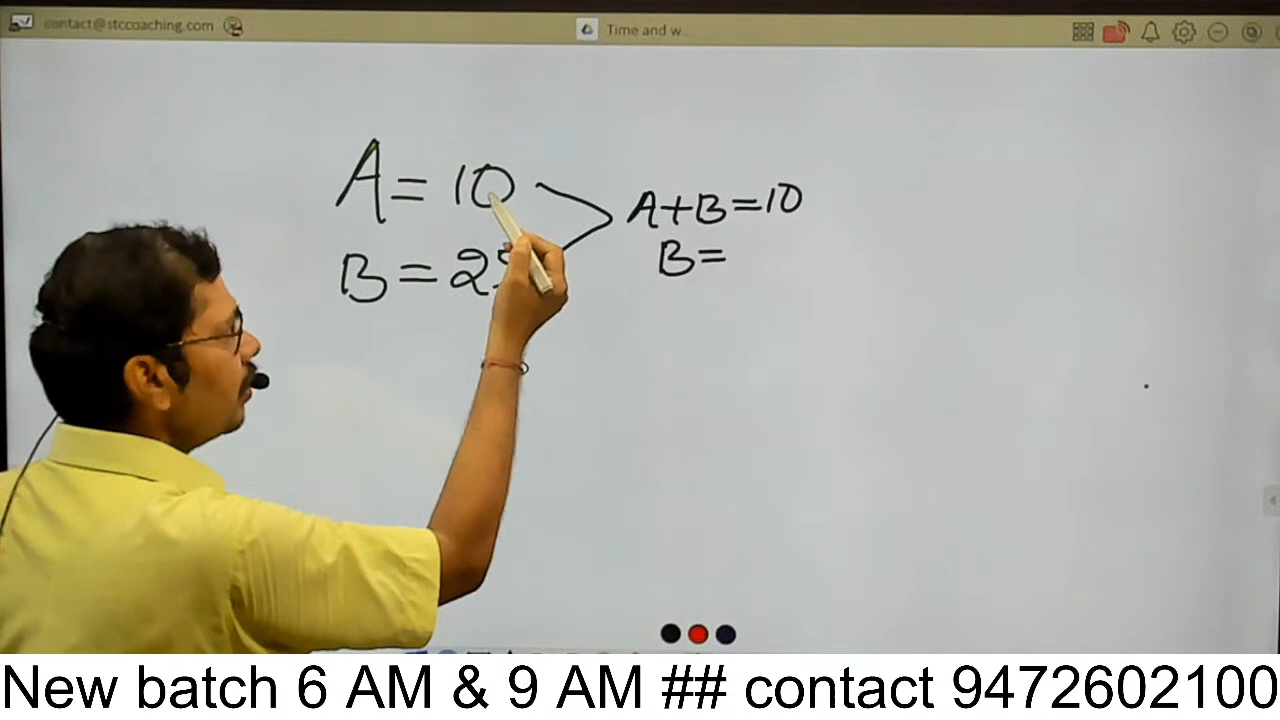 contact@stccoaching.com
Time and w..
A = 10
B = 2
A+B=10
B=
New batch 6 AM & 9 AM ## contact 9472602100